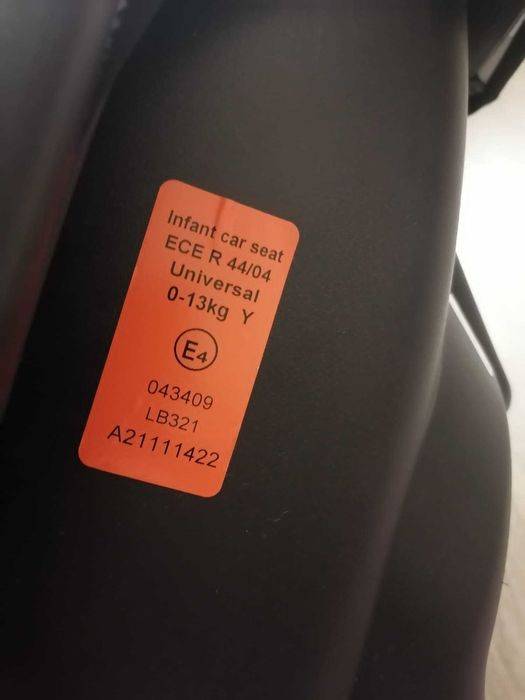 Infant car seat
ECE R 44/04
Universal
0-13kg Y
E4
043409
LB321
A21111422